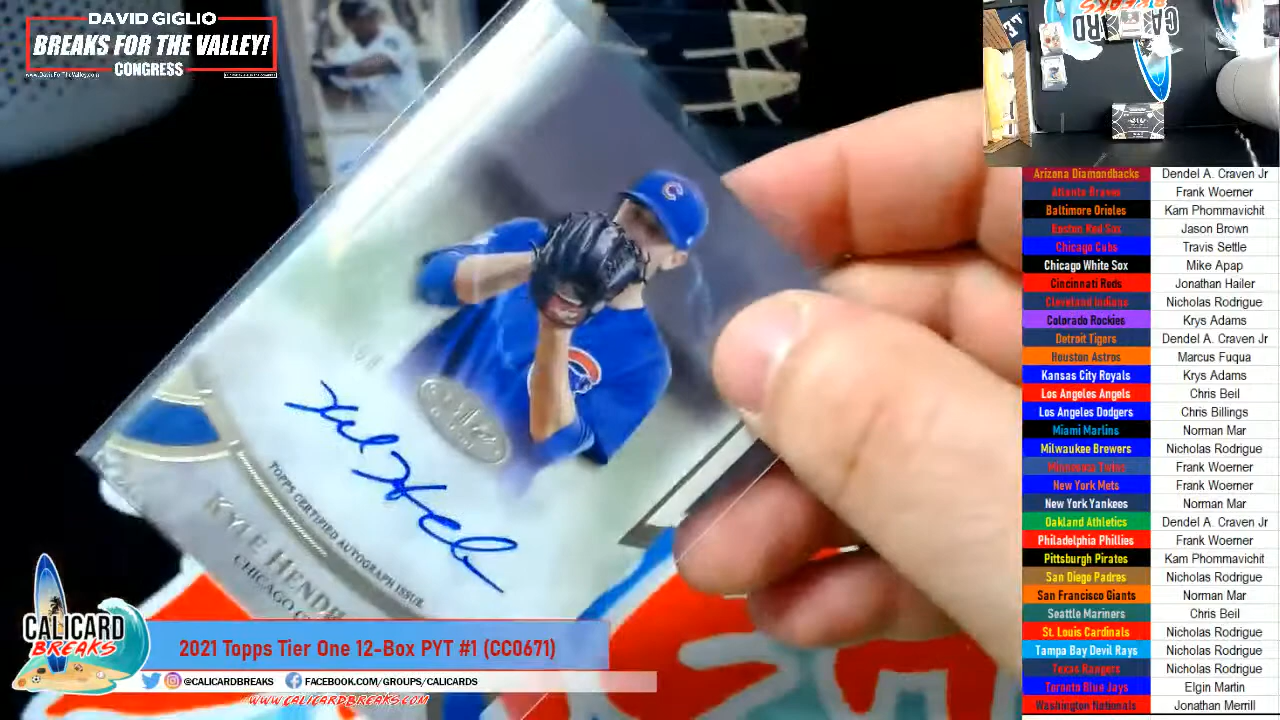 DAVID GIGLIO
BREAKS FOR THE VALLEY!
CONGRESS
www.DavidForTheValley.com
CALICARD
Arizona Diamondbacks Dendel A. Craven Jr
Atlanta Braves Frank Woerner
Baltimore Orioles Kam Phommavichit
Boston Red Sox Jason Brown
Chicago Cubs Travis Settle
Chicago White Sox Mike Apap
Cincinnati Reds Jonathan Hailer
Cleveland Indians Nicholas Rodrigue
Colorado Rockies Krys Adams
Detroit Tigers Dendel A. Craven Jr
Houston Astros Marcus Fuqua
Kansas City Royals Krys Adams
Los Angeles Angels Chris Beil
Los Angeles Dodgers Chris Billings
Miami Marlins Norman Mar
Milwaukee Brewers Nicholas Rodrigue
Minnesota Twins Frank Woerner
New York Mets Frank Woerner
New York Yankees Norman Mar
Oakland Athletics Dendel A. Craven Jr
Philadelphia Phillies Frank Woerner
Pittsburgh Pirates Kam Phommavichit
San Diego Padres Nicholas Rodrigue
San Francisco Giants Norman Mar
Seattle Mariners Chris Beil
St. Louis Cardinals Nicholas Rodrigue
Tampa Bay Devil Rays Nicholas Rodrigue
Texas Rangers Nicholas Rodrigue
Toronto Blue Jays Elgin Martin
Washington Nationals Jonathan Merrill
TOPPS CERTIFIED AUTOGRAPH ISSUE
KYLE HENDR
CHICAGO C
CALICARD
BREAKS
2021 Topps Tier One 12-Box PYT #1 (CC0671)
@CALICARDBREAKS FACEBOOK.COM/GROUPS/CALICARDS
WWW.CALICARDBREAKS.COM